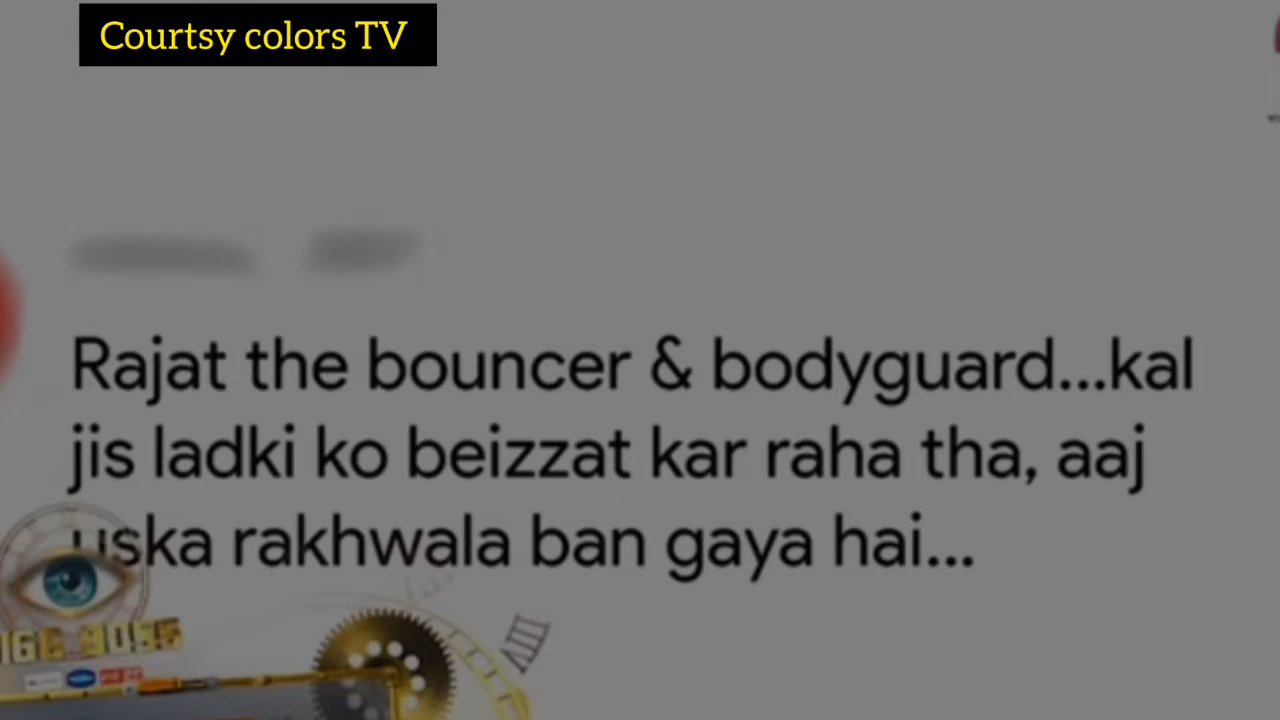 Courtsy colors TV
Rajat the bouncer & bodyguard...kal
jis ladki ko beizzat kar raha tha, aaj
uska rakhwala ban gaya hai...